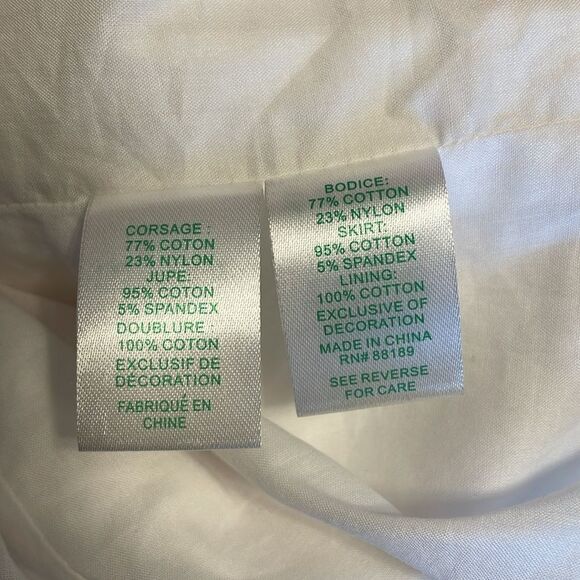 CORSAGE :
77% COTON
23% NYLON
JUPE:
95% COTON
5% SPANDEX
DOUBLURE :
100% COTON
EXCLUSIF DE
DÉCORATION
FABRIQUÉ EN
CHINE
BODICE:
77% COTTON
23% NYLON
SKIRT:
95% COTTON
5% SPANDEX
LINING:
100% COTTON
EXCLUSIVE OF
DECORATION
MADE IN CHINA
RN# 88189
SEE REVERSE
FOR CARE